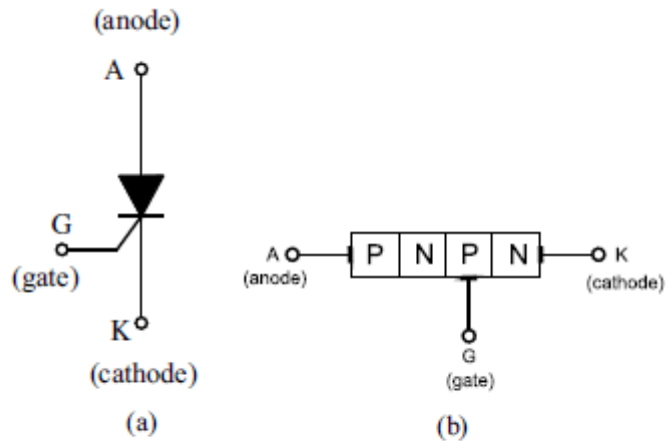 (anode)
A
G
(gate)
K
(cathode)
(a)
A
(anode)
P N P N
K
(cathode)
G
(gate)
(b)